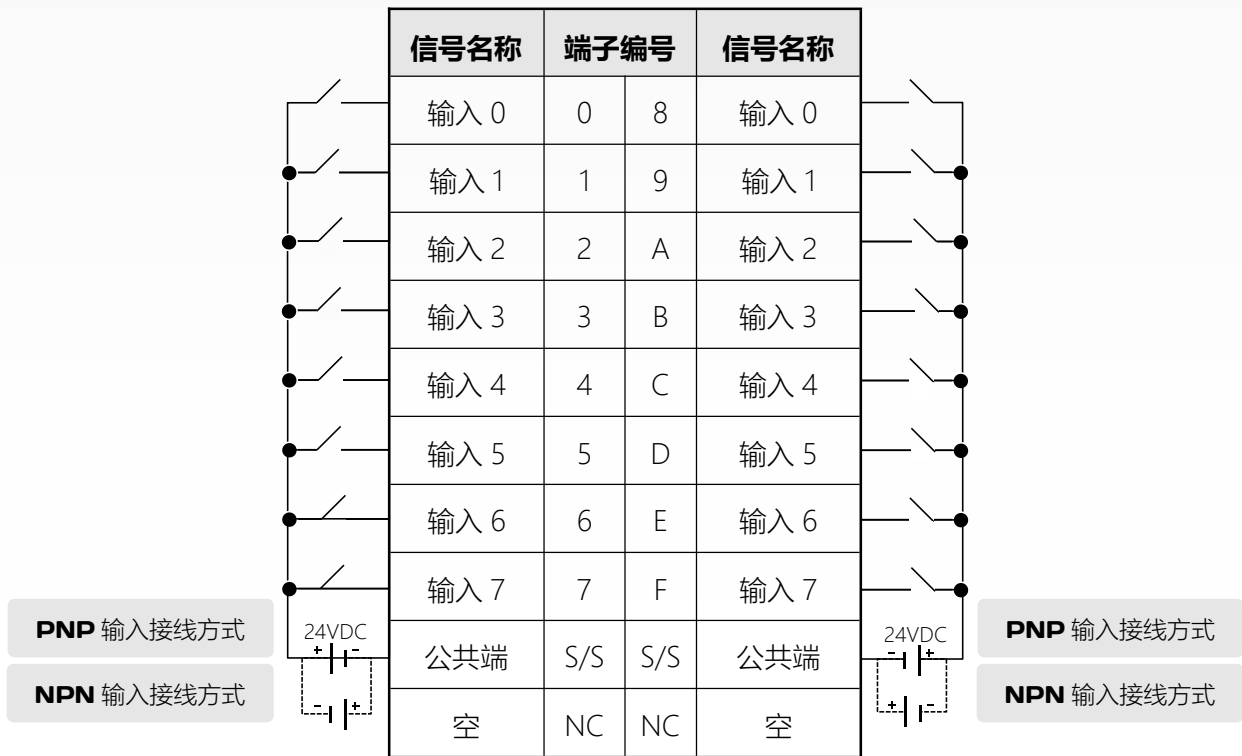 信号名称 端子编号 信号名称
输入 0 0 8 输入 0
输入 1 1 9 输入 1
输入 2 2 A 输入 2
输入 3 3 B 输入 3
输入 4 4 C 输入 4
输入 5 5 D 输入 5
输入 6 6 E 输入 6
输入 7 7 F 输入 7
PNP 输入接线方式 24VDC 公共端 S/S S/S 公共端 24VDC PNP 输入接线方式
+ - - +
NPN 输入接线方式 空 NC NC 空 NPN 输入接线方式
- + + -